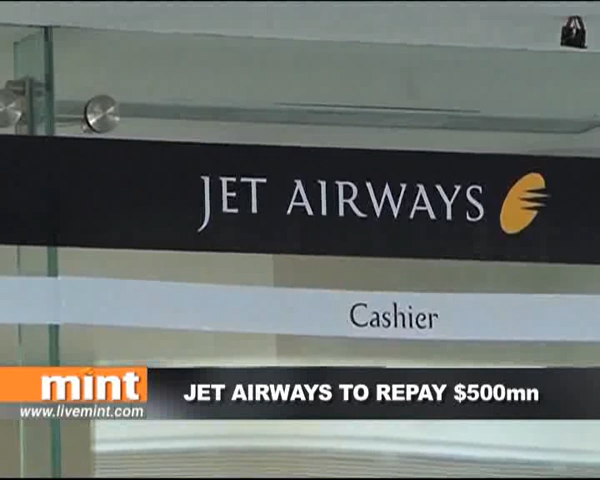 JET AIRWAYS
Cashier
mint
www.livemint.com
JET AIRWAYS TO REPAY $500mn